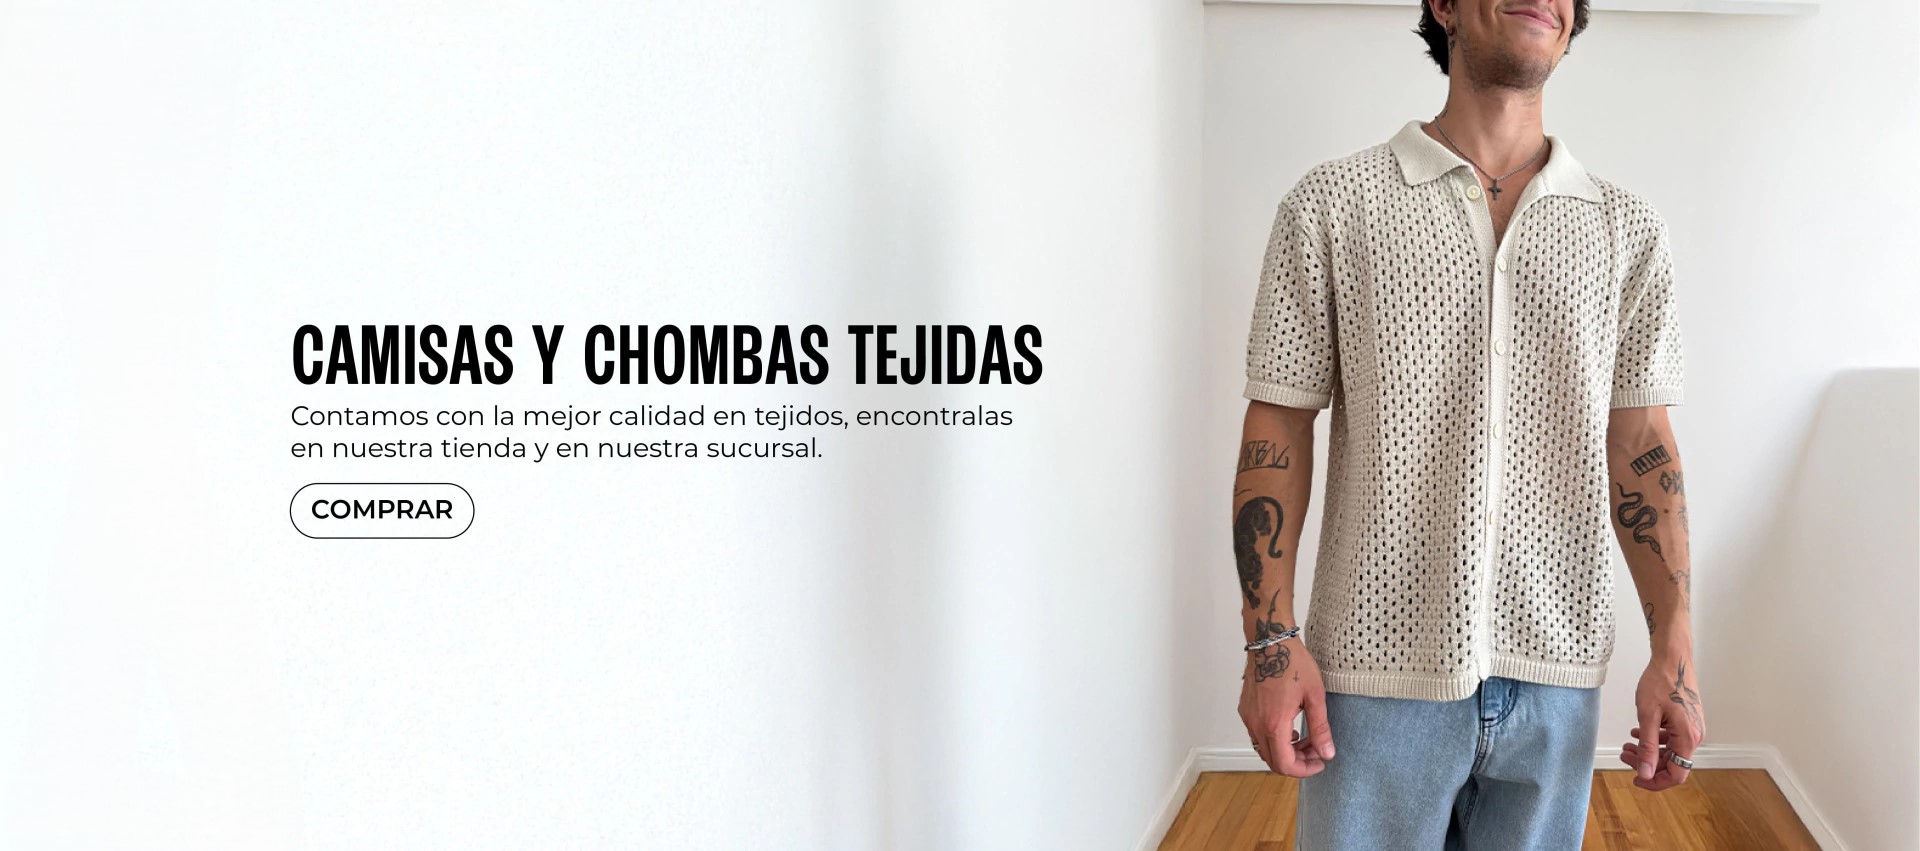 CAMISAS Y CHOMBAS TEJIDAS
Contamos con la mejor calidad en tejidos, encontralas
en nuestra tienda y en nuestra sucursal.
COMPRAR